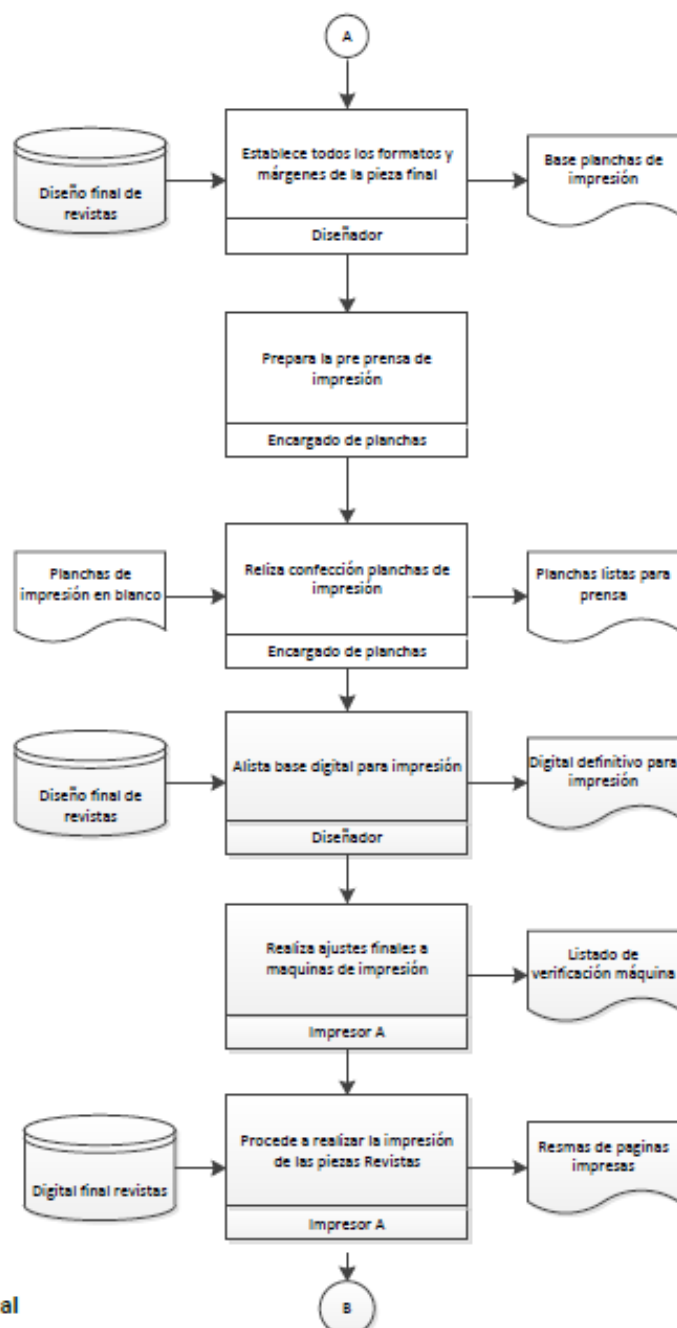 A
Diseño final de
revistas
Establece todos los formatos y
márgenes de la pieza final
Diseñador
Base planchas de
impresión
Prepara la pre prensa de
impresión
Encargado de planchas
Planchas de
impresión en blanco
Reliza confección planchas de
impresión
Encargado de planchas
Planchas listas para
prensa
Diseño final de
revistas
Alista base digital para impresión
Diseñador
Digital definitivo para
impresión
Realiza ajustes finales a
maquinas de impresión
Impresor A
Listado de
verificación máquina
Digital final revistas
Procede a realizar la impresión
de las piezas Revistas
Impresor A
Resmas de paginas
impresas
al
B